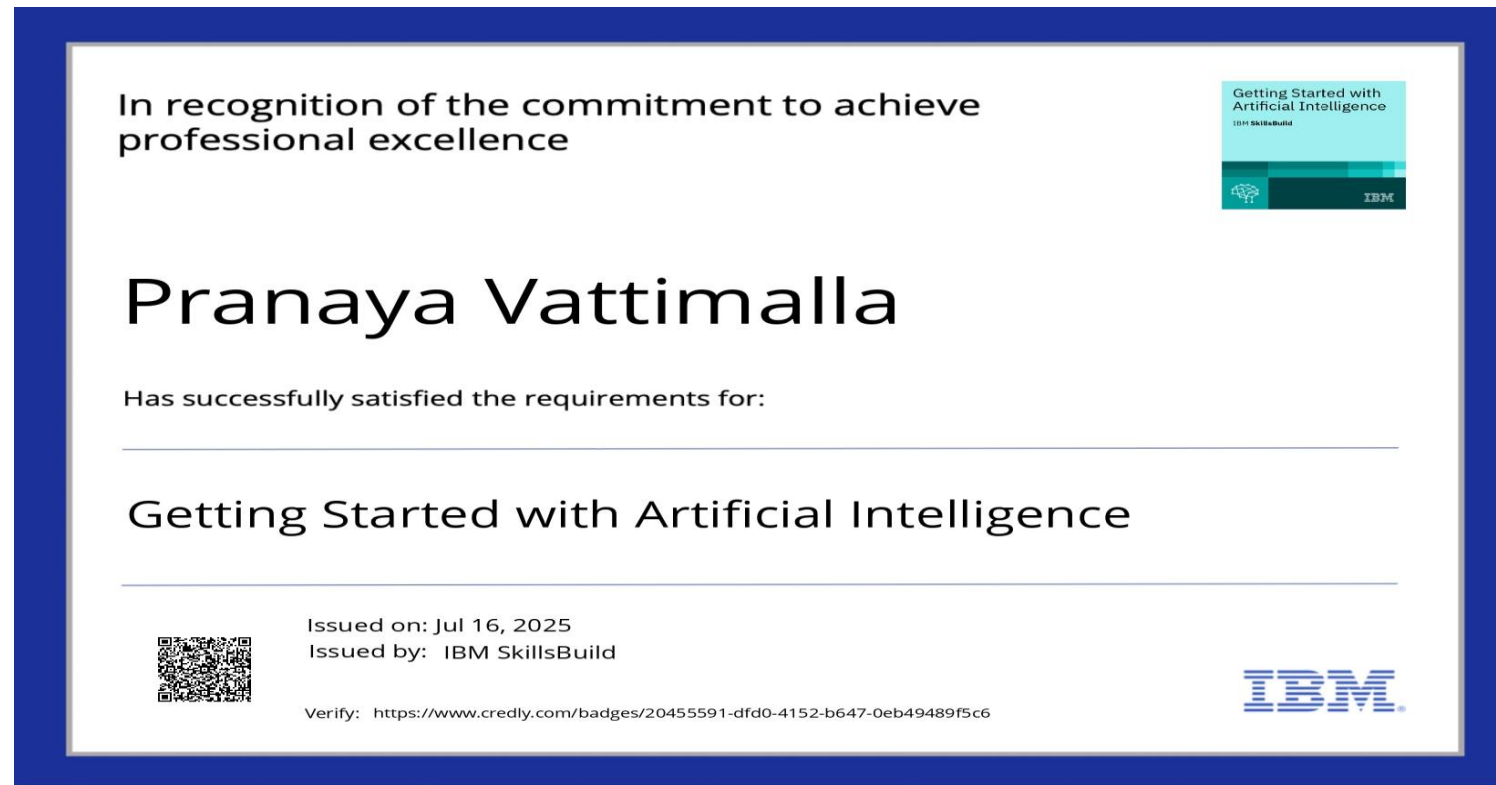 In recognition of the commitment to achieve
professional excellence
Getting Started with
Artificial Intelligence
IBM SkillsBuild
IBM
Pranaya Vattimalla
Has successfully satisfied the requirements for:
Getting Started with Artificial Intelligence
Issued on: Jul 16, 2025
Issued by: IBM SkillsBuild
Verify: https://www.credly.com/badges/20455591-dfd0-4152-b647-0eb49489f5c6
IBM